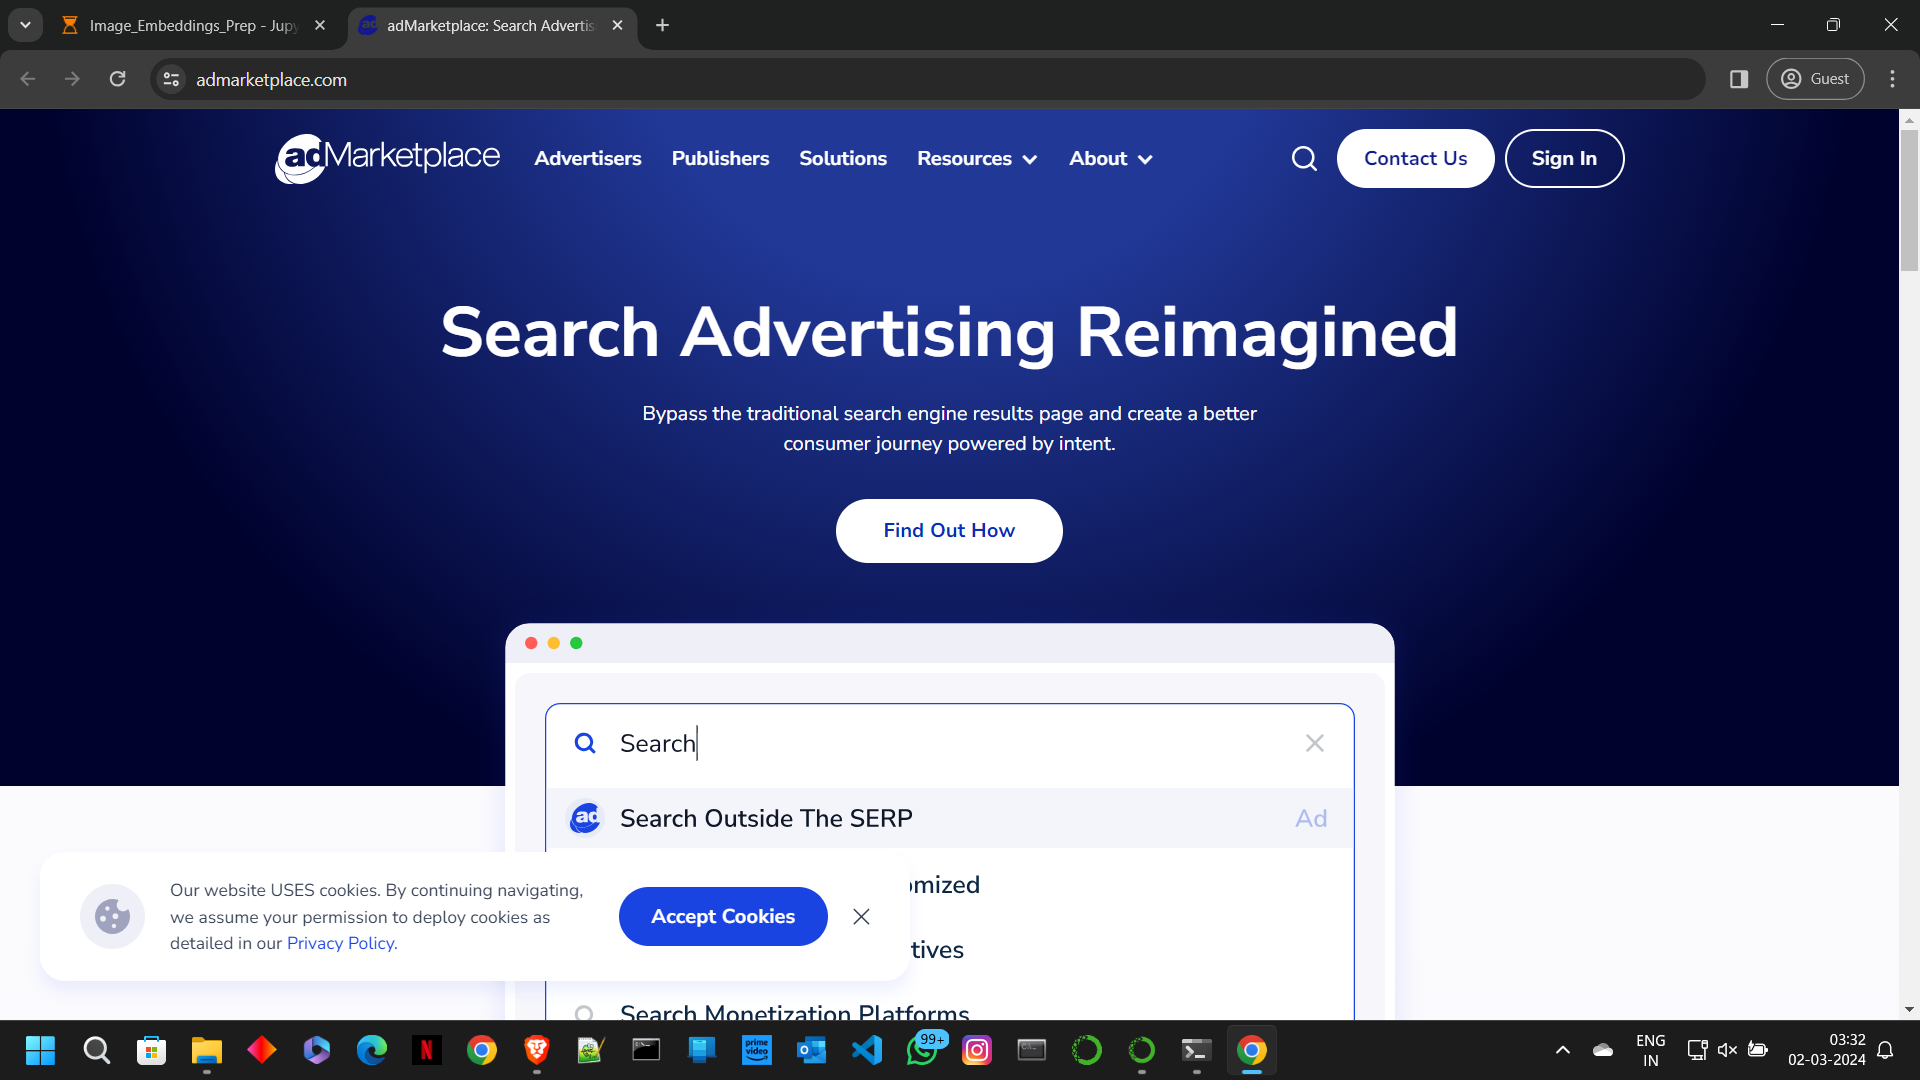 Image_Embeddings_Prep - Jupy
adMarketplace: Search Advertis
admarketplace.com
Guest
adMarketplace
Advertisers
Publishers
Solutions
Resources
About
Contact Us
Sign In
Search Advertising Reimagined
Bypass the traditional search engine results page and create a better
consumer journey powered by intent.
Find Out How
Search
ad
Search Outside The SERP
Ad
omized
tives
Search Monetization Platforms
Our website USES cookies. By continuing navigating,
we assume your permission to deploy cookies as
detailed in our Privacy Policy.
Accept Cookies
prime
video
99+
ENG
IN
03:32
02-03-2024